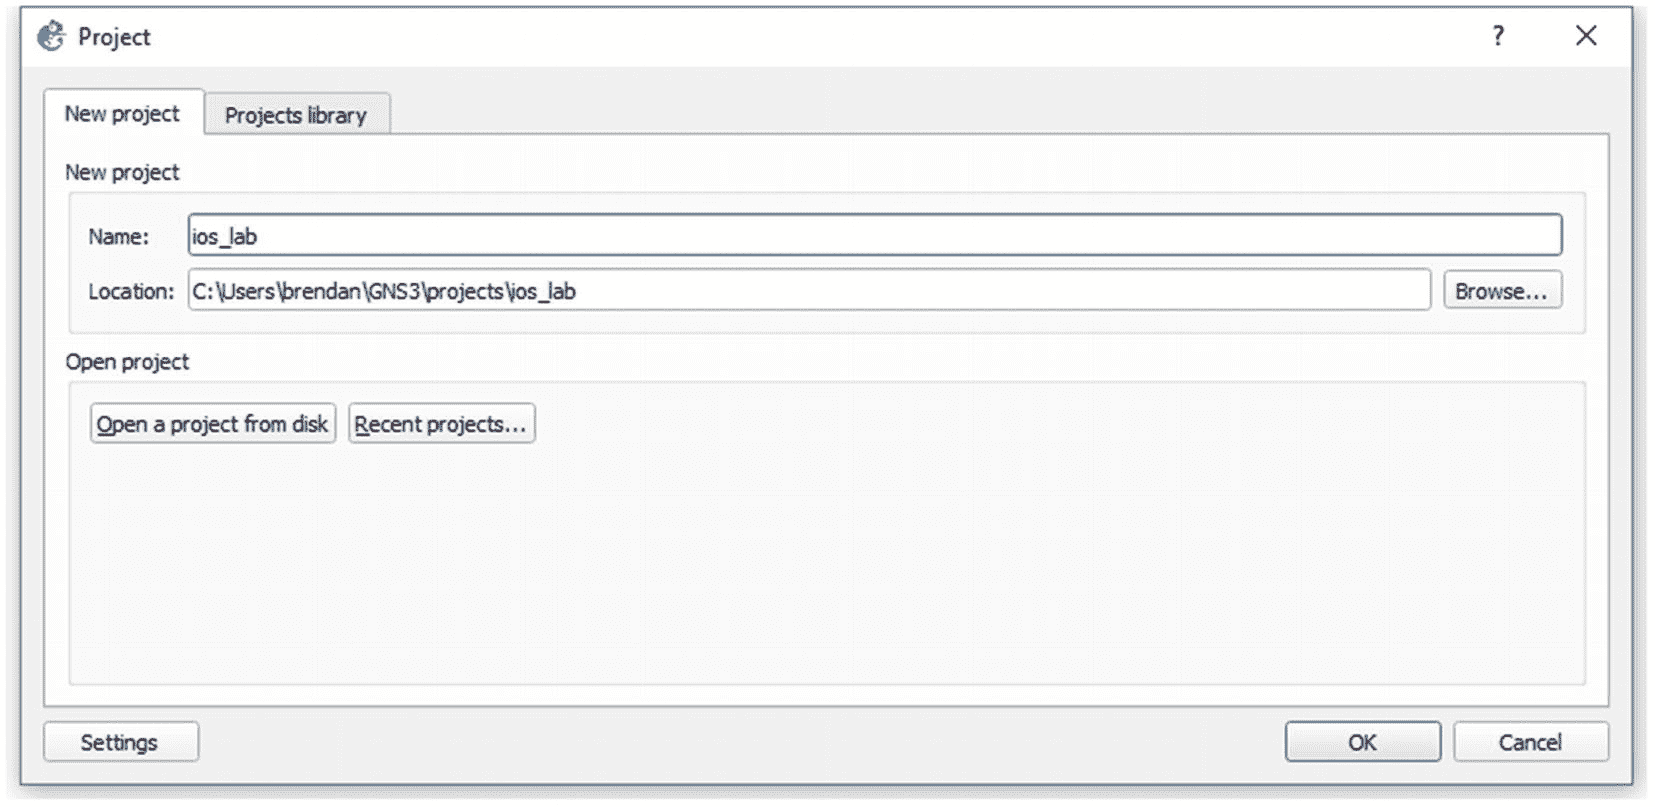 Project ?
New project Projects library
New project
Name: ios_lab
Location: C:\Users\brendan\GNS3\projects\ios_lab Browse...
Open project
Open a project from disk Recent projects...
Settings OK Cancel